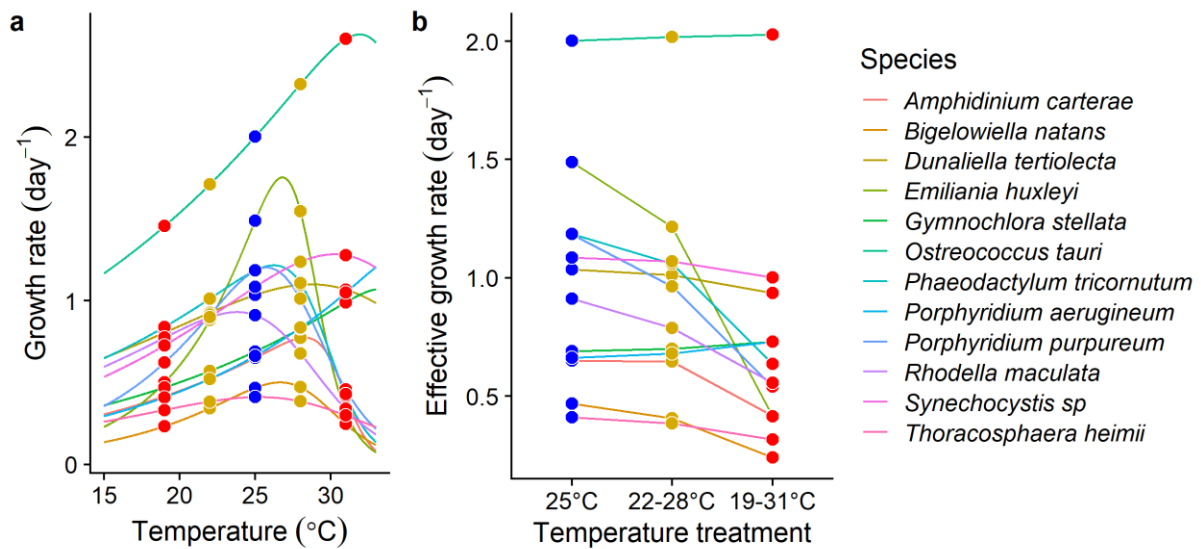 a
Growth rate (day⁻¹)
2
1
0
15
20
25
30
Temperature (°C)
b
Effective growth rate (day⁻¹)
2.0
1.5
1.0
0.5
25°C
22-28°C
19-31°C
Temperature treatment
Species
Amphidinium carterae
Bigelowiella natans
Dunaliella tertiolecta
Emiliania huxleyi
Gymnochlora stellata
Ostreococcus tauri
Phaeodactylum tricornutum
Porphyridium aerugineum
Porphyridium purpureum
Rhodella maculata
Synechocystis sp
Thoracosphaera heimii